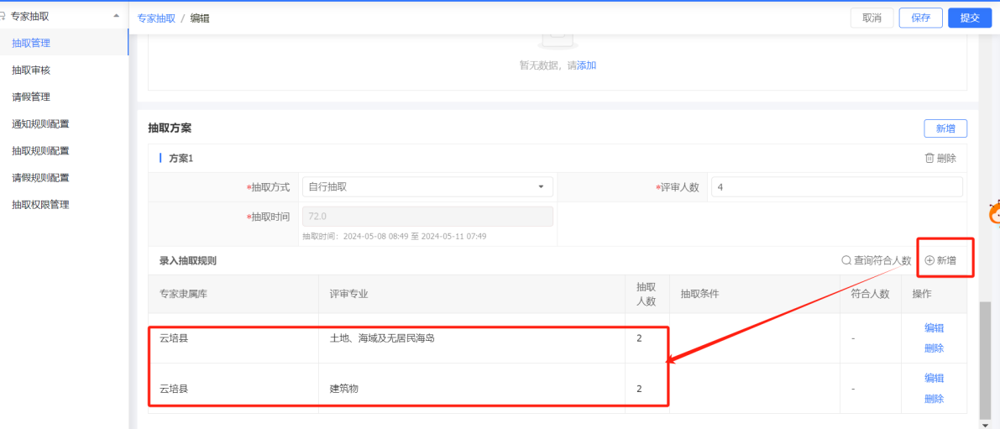 专家抽取
专家抽取 / 编辑
取消
保存
提交
抽取管理
抽取审核
请假管理
通知规则配置
抽取规则配置
请假规则配置
抽取权限管理
暂无数据，请添加
抽取方案
新增
方案1
删除
*抽取方式
自行抽取
*评审人数
4
*抽取时间
72.0
抽取时间：2024-05-08 08:49 至 2024-05-11 07:49
录入抽取规则
查询符合人数
新增
专家隶属库
评审专业
抽取
人数
抽取条件
符合人数
操作
云培县
土地、海域及无居民海岛
2
-
编辑
删除
云培县
建筑物
2
-
编辑
删除